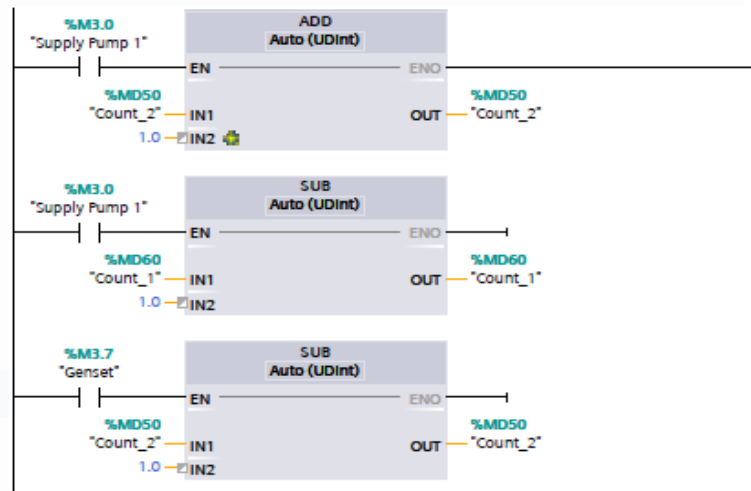 %M3.0
"Supply Pump 1"
ADD
Auto (UDInt)
EN
ENO
%MD50
"Count_2"
IN1
OUT
%MD50
"Count_2"
1.0
IN2
%M3.0
"Supply Pump 1"
SUB
Auto (UDInt)
EN
ENO
%MD60
"Count_1"
IN1
OUT
%MD60
"Count_1"
1.0
IN2
%M3.7
"Genset"
SUB
Auto (UDInt)
EN
ENO
%MD50
"Count_2"
IN1
OUT
%MD50
"Count_2"
1.0
IN2